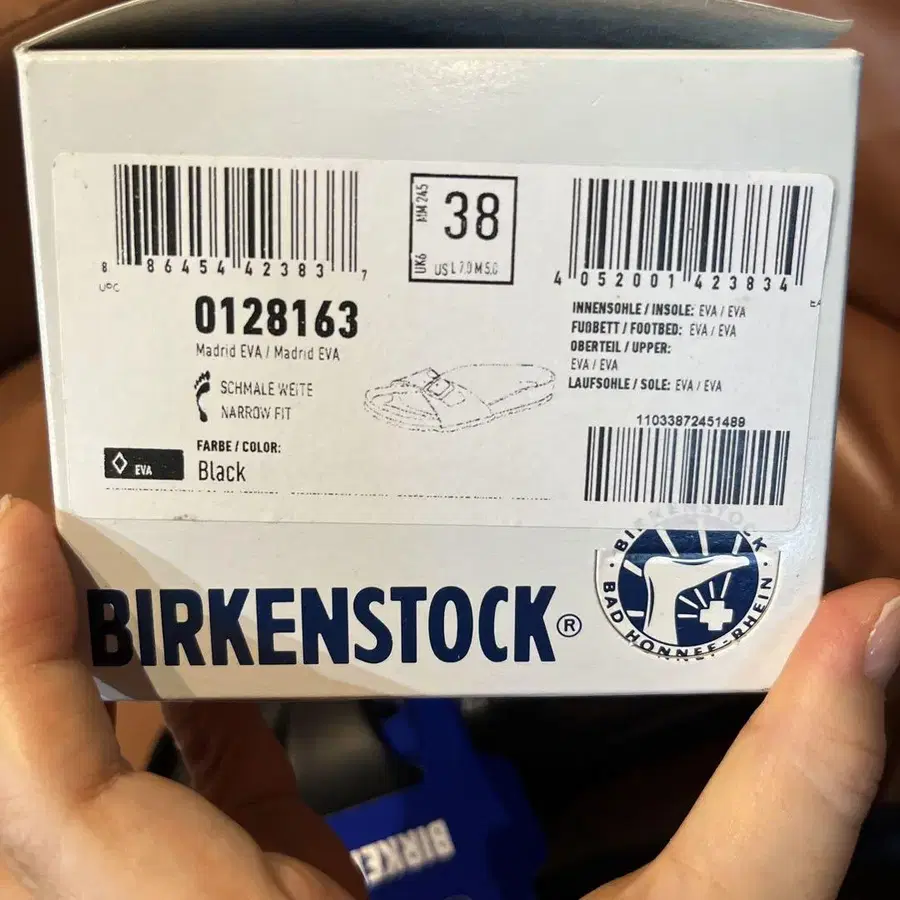 8 86454 42383 7
UPC
0128163
Madrid EVA / Madrid EVA
SCHMALE WEITE
NARROW FIT
FARBE / COLOR:
EVA
Black
MM 245
38
UK6
US L 7.0 M 5.0
4 052001 423834
EA
INNENSOHLE / INSOLE: EVA / EVA
FUẞBETT / FOOTBED: EVA / EVA
OBERTEIL / UPPER:
EVA / EVA
LAUFSOHLE / SOLE: EVA / EVA
11033872451489
BIRKENSTOCK®
BIRKENSTOCK
BAD HONNEF-RHEIN